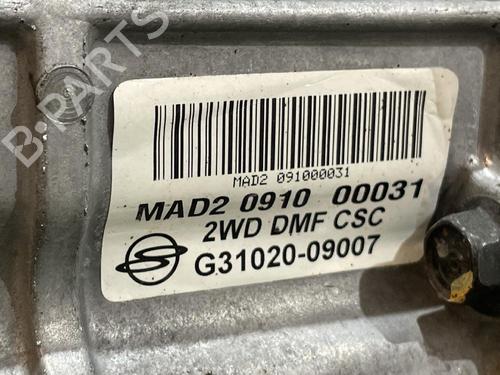 B-PARTS
MAD2 091000031
MAD2 0910 00031
2WD DMF CSC
G31020-09007